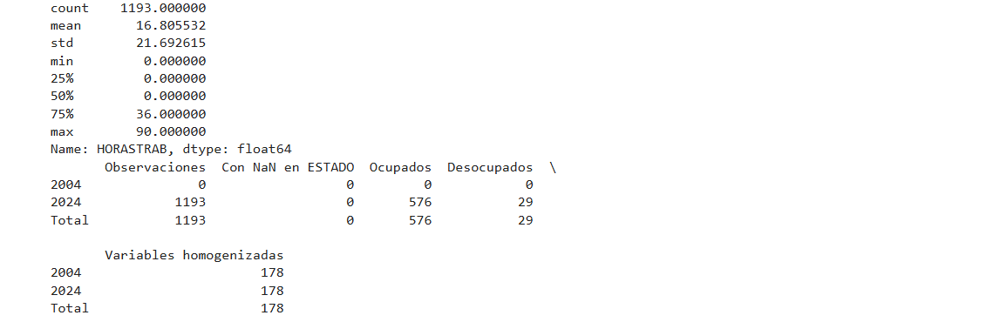 count    1193.000000
mean       16.805532
std        21.692615
min         0.000000
25%         0.000000
50%         0.000000
75%        36.000000
max        90.000000
Name: HORASTRAB, dtype: float64
       Observaciones  Con NaN en ESTADO  Ocupados  Desocupados  \
2004               0                  0         0            0
2024            1193                  0       576           29
Total           1193                  0       576           29
       Variables homogenizadas
2004                       178
2024                       178
Total                      178